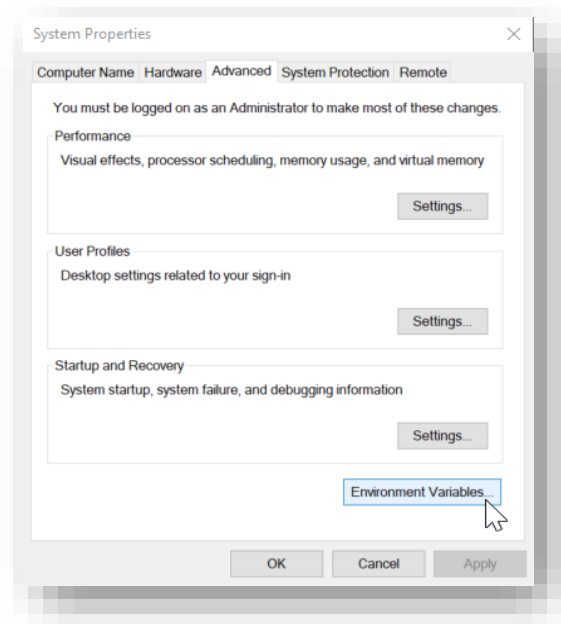 System Properties
Computer Name Hardware Advanced System Protection Remote
You must be logged on as an Administrator to make most of these changes.
Performance
Visual effects, processor scheduling, memory usage, and virtual memory
Settings...
User Profiles
Desktop settings related to your sign-in
Settings...
Startup and Recovery
System startup, system failure, and debugging information
Settings...
Environment Variables...
OK Cancel Apply